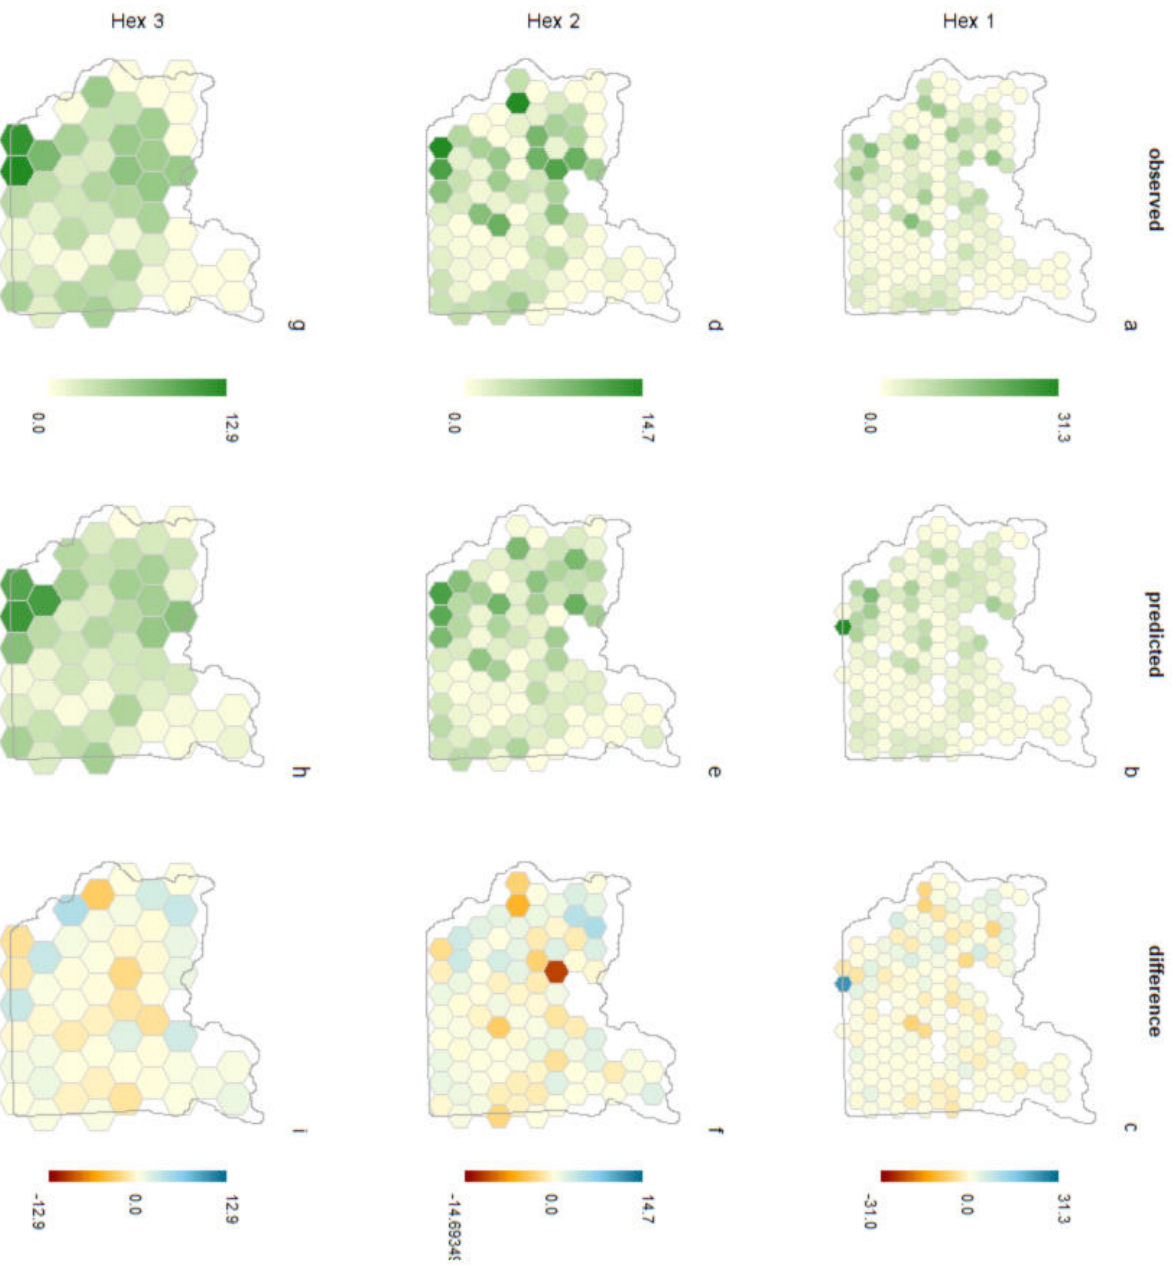 Hex 3
Hex 2
Hex 1
observed
g
d
a
0.0
12.9
0.0
14.7
0.0
31.3
predicted
h
e
b
difference
i
f
c
-12.9
0.0
12.9
0.0
14.7
-31.0
0.0
31.3